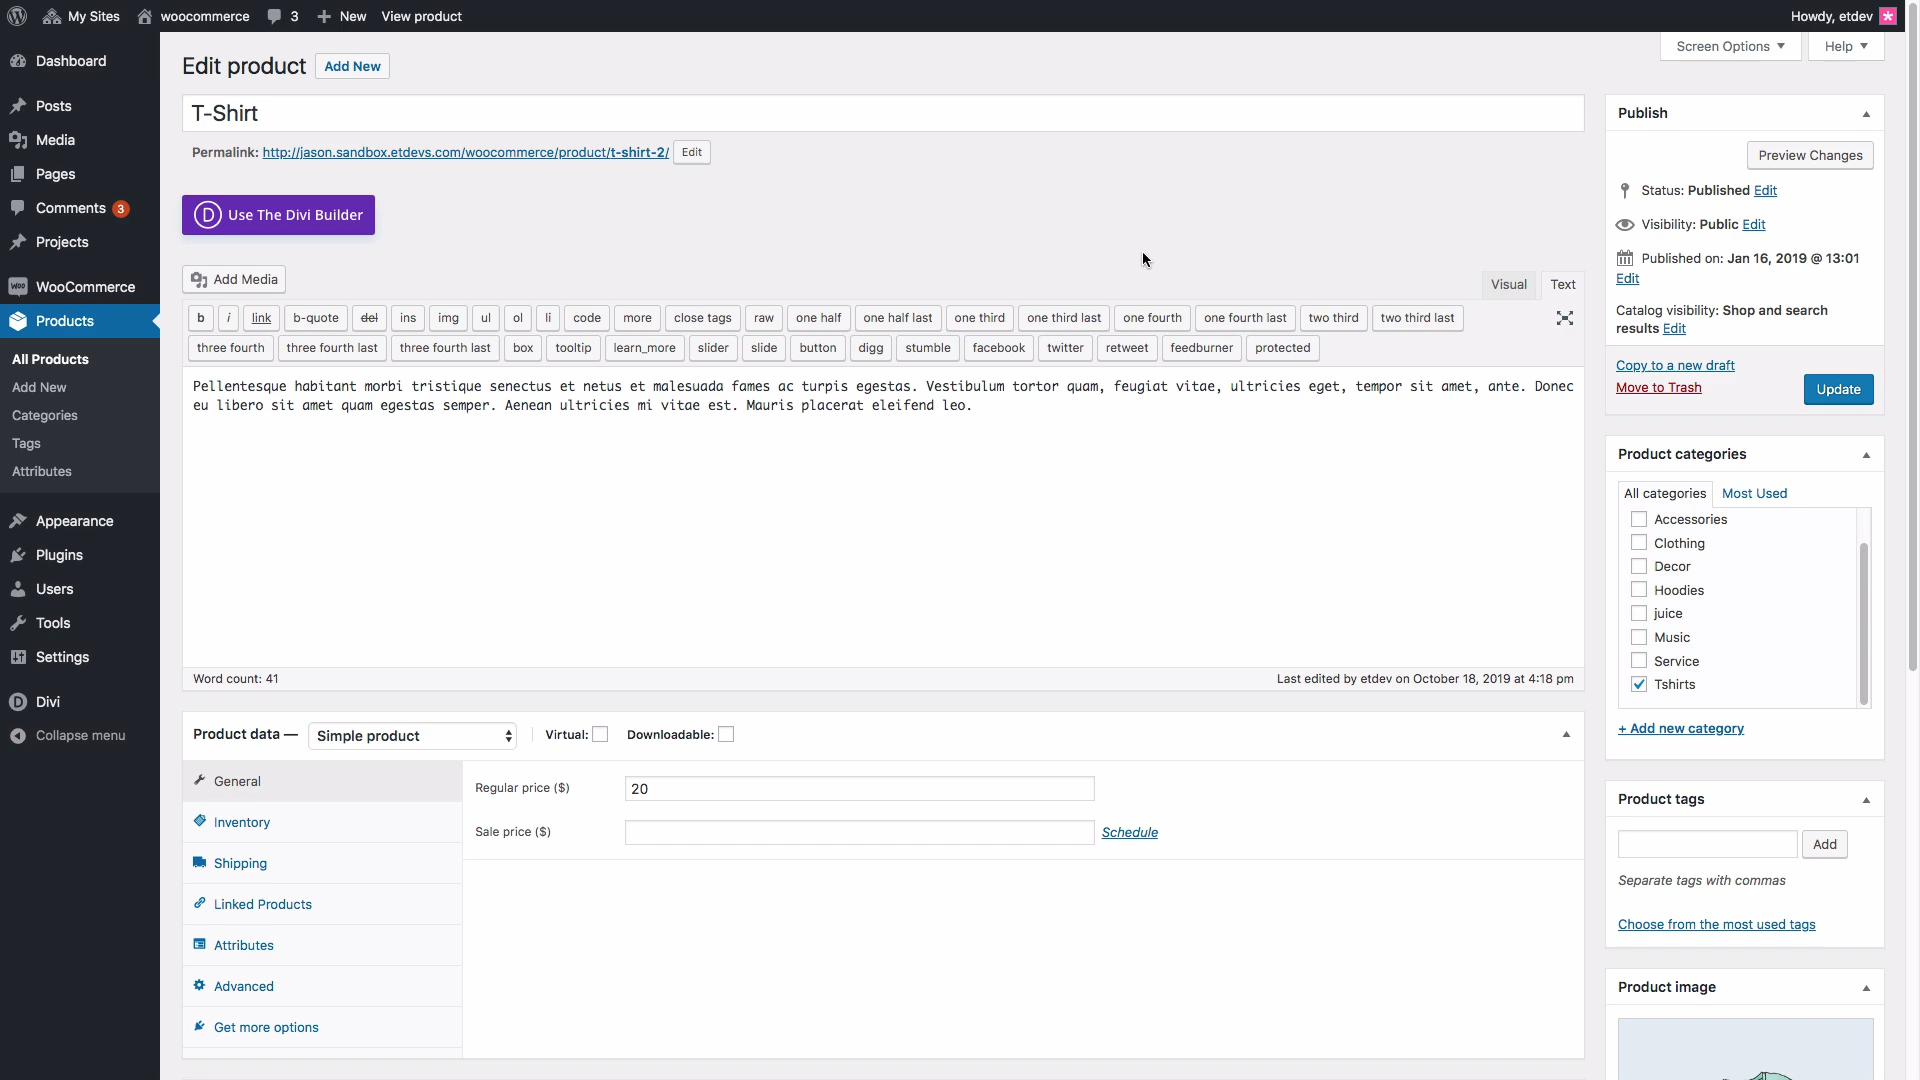 My Sites woocommerce 3 New View product Howdy, etdev
Screen Options Help
Dashboard
Posts
Media
Pages
Comments 3
Projects
WooCommerce
Products
All Products
Add New
Categories
Tags
Attributes
Appearance
Plugins
Users
Tools
Settings
Divi
Collapse menu
Edit product Add New
T-Shirt
Permalink: http://jason.sandbox.etdevs.com/woocommerce/product/t-shirt-2/ Edit
D Use The Divi Builder
Add Media Visual Text
b i link b-quote del ins img ul ol li code more close tags raw one half one half last one third one third last one fourth one fourth last two third two third last
three fourth three fourth last three fourth last box tooltip learn_more slider slide button digg stumble facebook twitter retweet feedburner protected
Pellentesque habitant morbi tristique senectus et netus et malesuada fames ac turpis egestas. Vestibulum tortor quam, feugiat vitae, ultricies eget, tempor sit amet, ante. Donec
eu libero sit amet quam egestas semper. Aenean ultricies mi vitae est. Mauris placerat eleifend leo.
Word count: 41 Last edited by etdev on October 18, 2019 at 4:18 pm
Product data — Simple product Virtual: Downloadable:
General
Inventory
Shipping
Linked Products
Attributes
Advanced
Get more options
Regular price ($) 20
Sale price ($) Schedule
Publish
Preview Changes
Status: Published Edit
Visibility: Public Edit
Published on: Jan 16, 2019 @ 13:01
Edit
Catalog visibility: Shop and search
results Edit
Copy to a new draft
Move to Trash Update
Product categories
All categories Most Used
Accessories
Clothing
Decor
Hoodies
juice
Music
Service
Tshirts
+ Add new category
Product tags
Add
Separate tags with commas
Choose from the most used tags
Product image